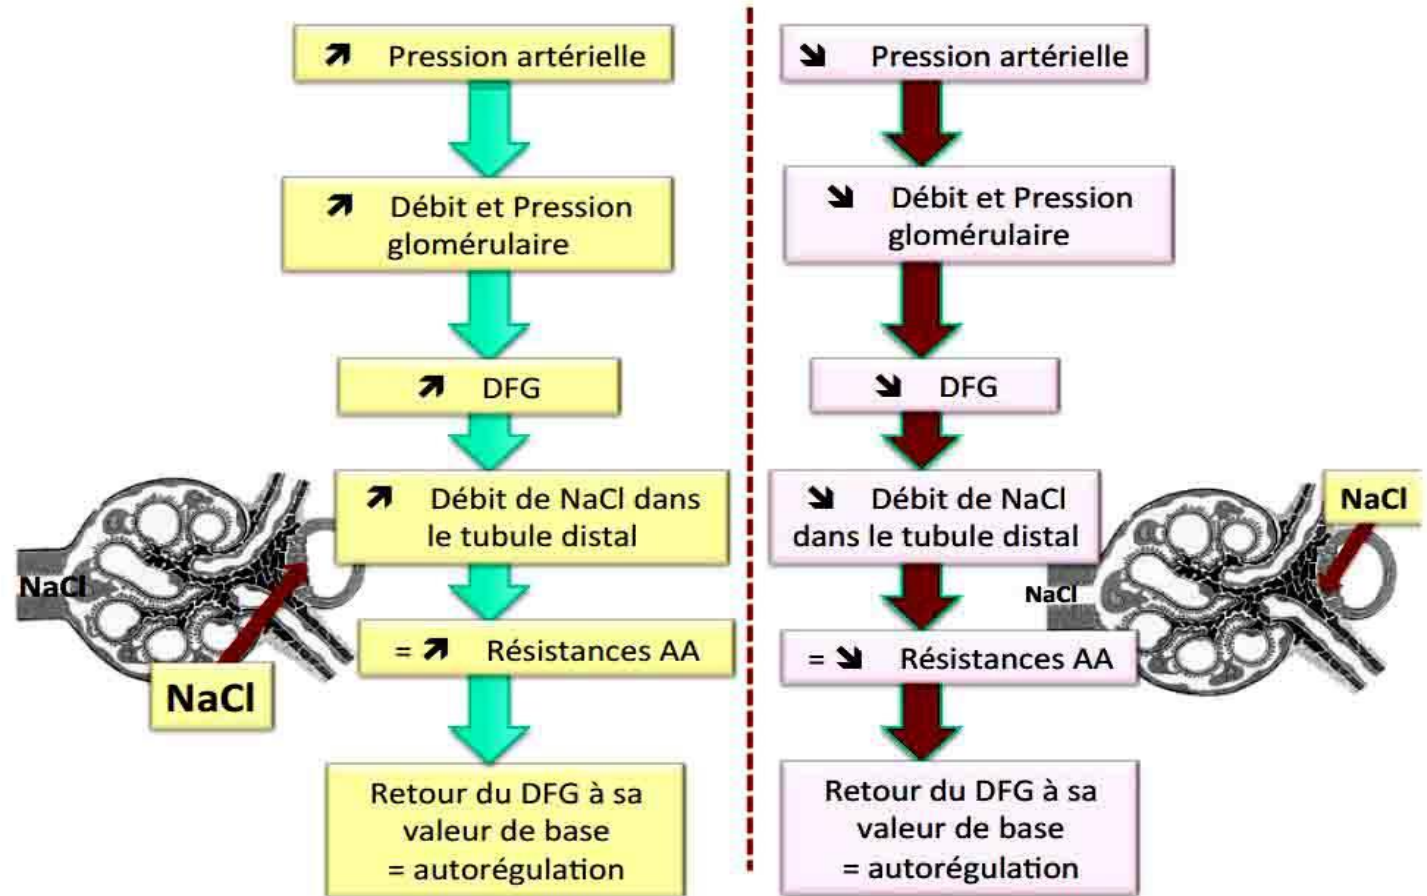 ↗ Pression artérielle
↗ Débit et Pression
glomérulaire
↗ DFG
↗ Débit de NaCl dans
le tubule distal
NaCl
NaCl
= ↗ Résistances AA
Retour du DFG à sa
valeur de base
= autorégulation
↘ Pression artérielle
↘ Débit et Pression
glomérulaire
↘ DFG
↘ Débit de NaCl
dans le tubule distal
NaCl
NaCl
= ↘ Résistances AA
Retour du DFG à sa
valeur de base
= autorégulation